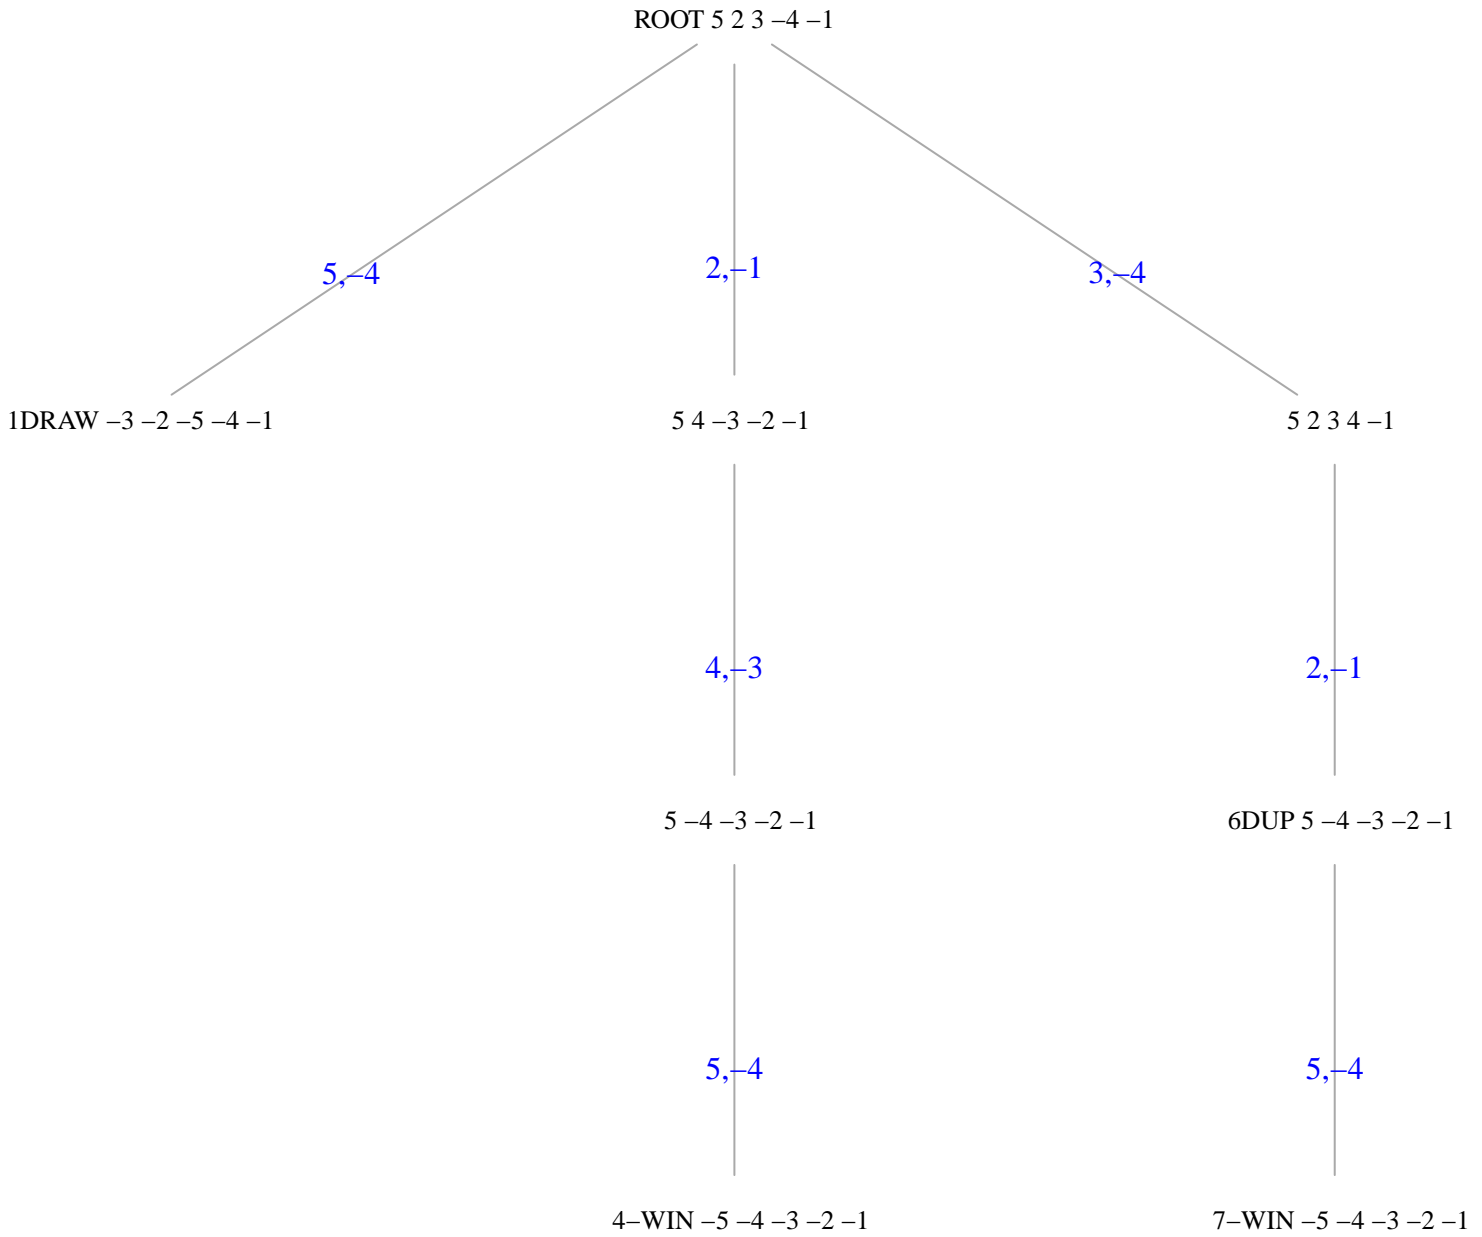 ROOT 5 2 3 –4 –1
5,–4
2,–1
3,–4
1DRAW –3 –2 –5 –4 –1
5 4 –3 –2 –1
5 2 3 4 –1
4,–3
2,–1
5 –4 –3 –2 –1
6DUP 5 –4 –3 –2 –1
5,–4
5,–4
4–WIN –5 –4 –3 –2 –1
7–WIN –5 –4 –3 –2 –1